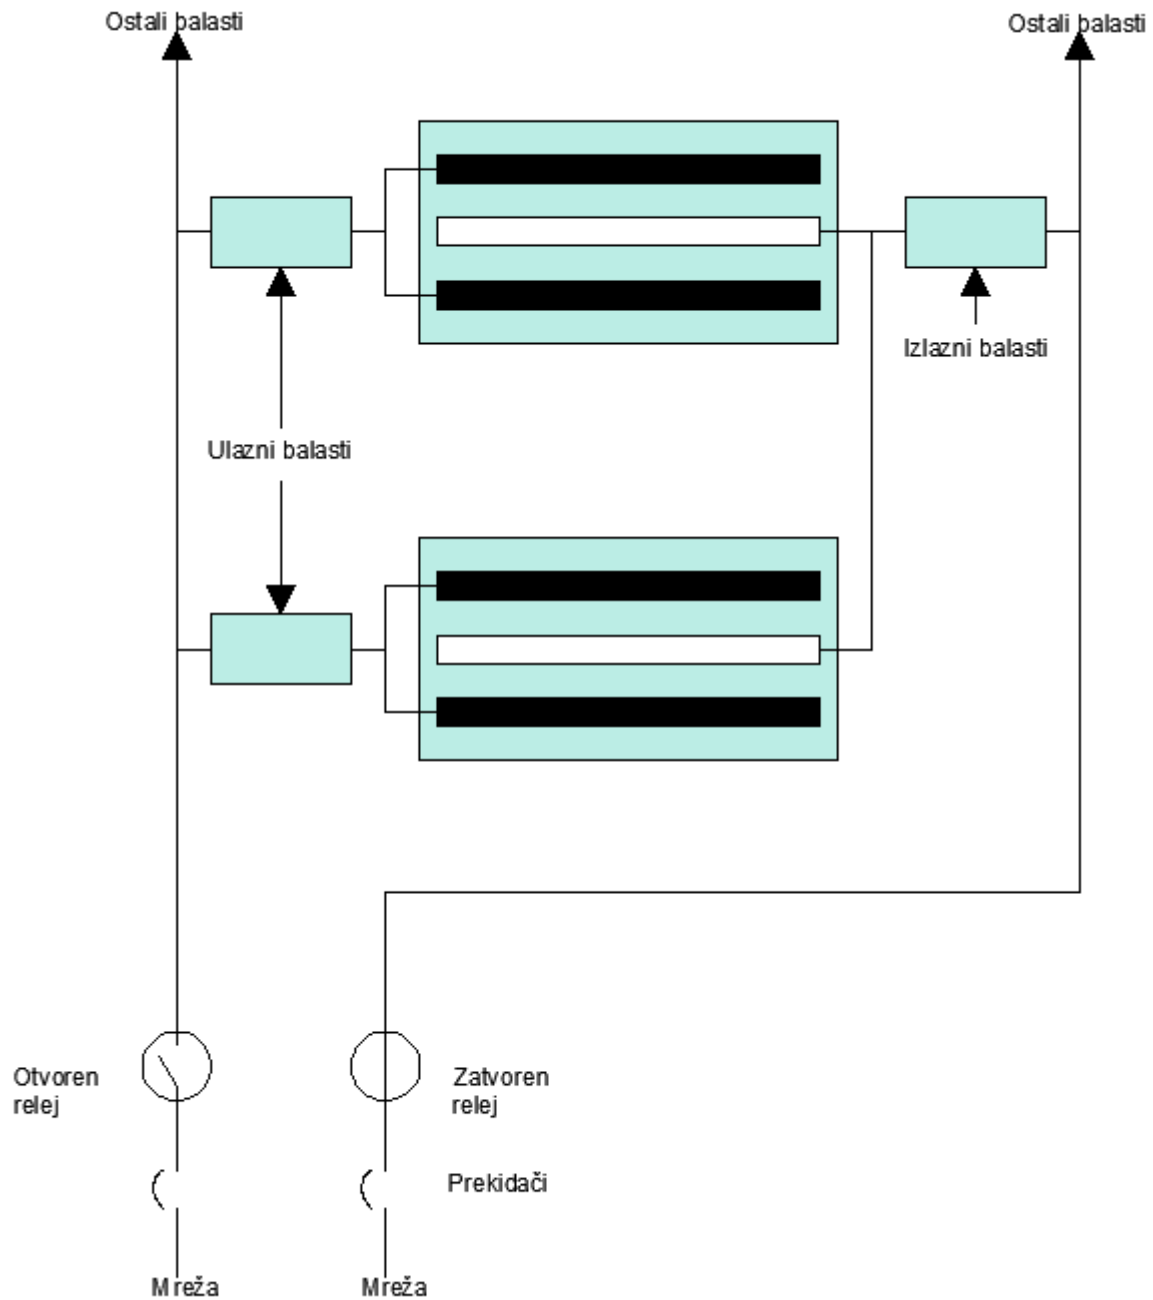 Ostali balasti
Ostali balasti
Izlazni balasti
Ulazni balasti
Otvoren
relej
Zatvoren
relej
Prekidači
Mreža
Mreža